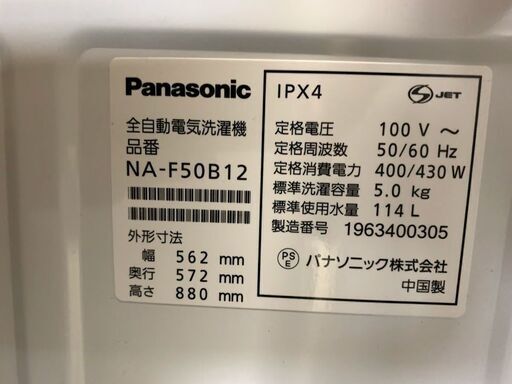 Panasonic
全自動電気洗濯機
品番
NA-F50B12
外形寸法
幅 562 mm
奥行 572 mm
高さ 880 mm
IPX4
S JET
定格電圧 100 V ～
定格周波数 50/60 Hz
定格消費電力 400/430 W
標準洗濯容量 5.0 kg
標準使用水量 114 L
製造番号 1963400305
PS
E
パナソニック株式会社
中国製